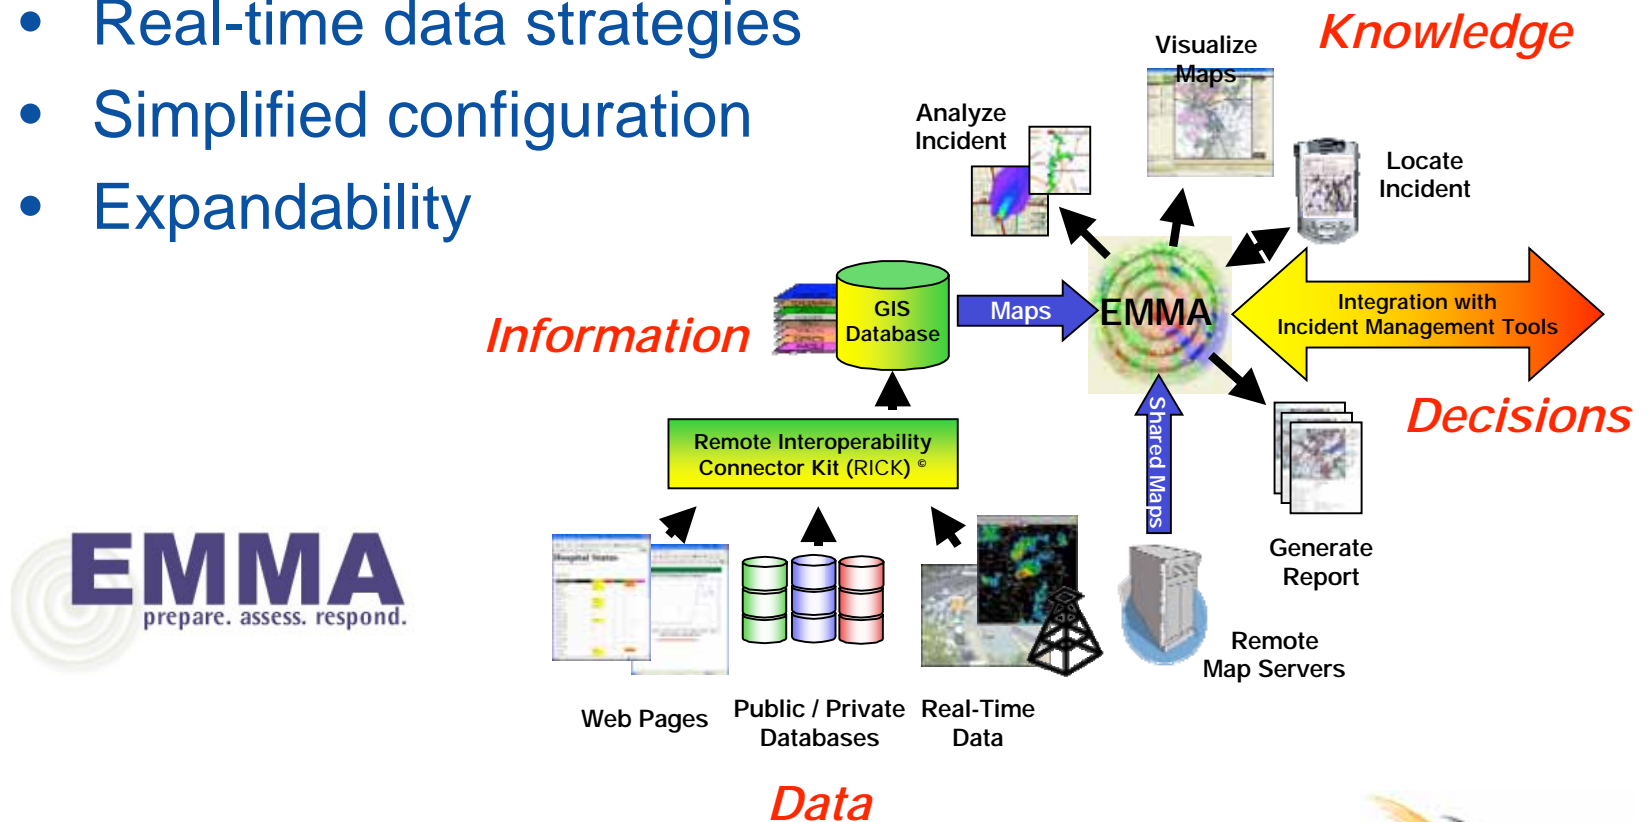 • Real-time data strategies
• Simplified configuration
• Expandability
Knowledge
Visualize
Maps
Analyze
Incident
Locate
Incident
Information
GIS
Database
Maps
EMMA
Integration with
Incident Management Tools
Decisions
Remote Interoperability
Connector Kit (RICK) ©
Shared Maps
Generate
Report
EMMA
prepare. assess. respond.
Hospital Status
Remote
Map Servers
Web Pages
Public / Private
Databases
Real-Time
Data
Data